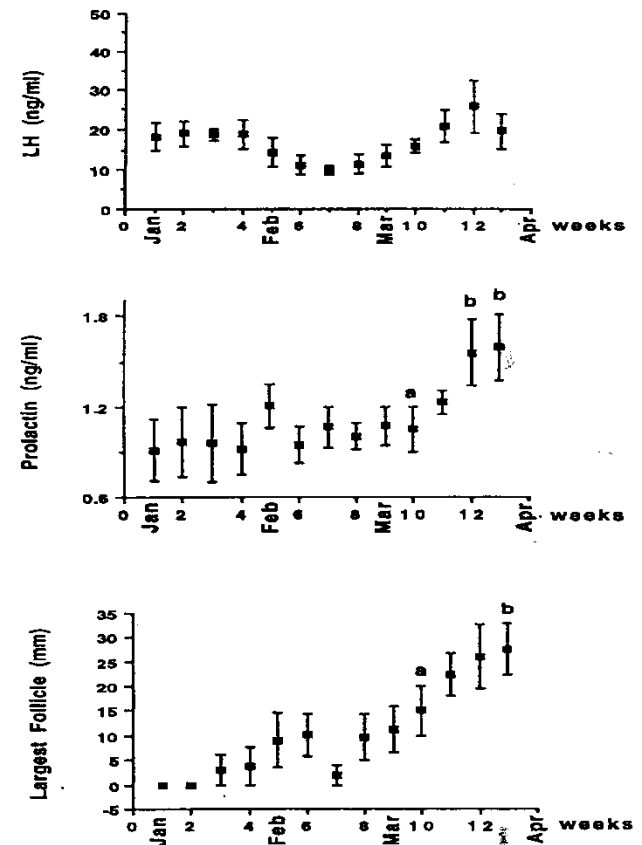 LH (ng/ml)
50
40
30
20
10
0
0 Jan 2 4 Feb 6 8 Mar 10 12 Apr weeks
Prolactin (ng/ml)
1.8
1.2
0.6
a
b b
0 Jan 2 4 Feb 6 8 Mar 10 12 Apr weeks
Largest Follicle (mm)
35
30
25
20
15
10
5
0
-5
a
b
0 Jan 2 4 Feb 6 8 Mar 10 12 Apr weeks